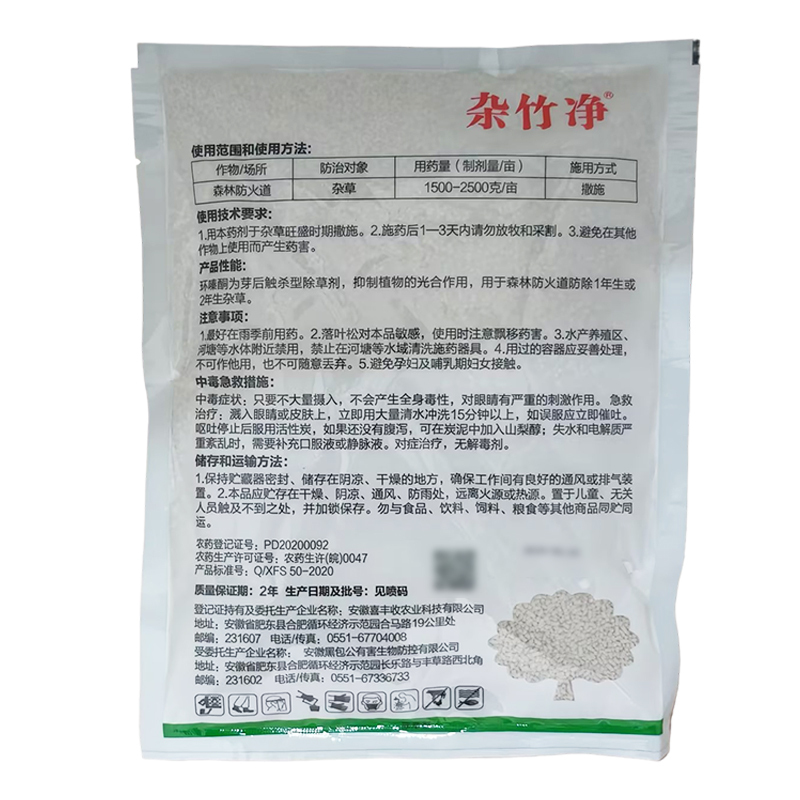 杂竹净®
使用范围和使用方法：
作物/场所 防治对象 用药量（制剂量/亩） 施用方式
森林防火道 杂草 1500-2500克/亩 撒施
使用技术要求：
1.用本药剂于杂草旺盛时期撒施。2.施药后1—3天内请勿放牧和采割。3.避免在其他
作物上使用而产生药害。
产品性能：
环嗪酮为芽后触杀型除草剂，抑制植物的光合作用，用于森林防火道防除1年生或
2年生杂草。
注意事项：
1.最好在雨季前用药。2.落叶松对本品敏感，使用时注意飘移药害。3.水产养殖区、
河塘等水体附近禁用，禁止在河塘等水域清洗施药器具。4.用过的容器应妥善处理，
不可作他用，也不可随意丢弃。5.避免孕妇及哺乳期妇女接触。
中毒急救措施：
中毒症状：只要不大量摄入，不会产生全身毒性，对眼睛有严重的刺激作用。急救
治疗：溅入眼睛或皮肤上，立即用大量清水冲洗15分钟以上，如误服应立即催吐。
呕吐停止后服用活性炭，如果还没有腹泻，可在炭泥中加入山梨醇；失水和电解质严
重紊乱时，需要补充口服液或静脉液。对症治疗，无解毒剂。
储存和运输方法：
1.保持贮藏器密封、储存在阴凉、干燥的地方，确保工作间有良好的通风或排气装
置。2.本品应贮存在干燥、阴凉、通风、防雨处，远离火源或热源。置于儿童、无关
人员触及不到之处，并加锁保存。勿与食品、饮料、饲料、粮食等其他商品同贮同
运。
农药登记证号：PD20200092
农药生产许可证号：农药生许(皖)0047
产品标准号：Q/XFS 50-2020
质量保证期：2年 生产日期及批号：见喷码
登记证持有及委托生产企业名称：安徽喜丰收农业科技有限公司
地址：安徽省肥东县合肥循环经济示范园合马路19公里处
邮编：231607 电话/传真：0551-67704008
受委托生产企业名称： 安徽黑包公有害生物防控有限公司
地址：安徽省肥东县合肥循环经济示范园长乐路与丰草路西北角
邮编：231602 电话/传真：0551-67336733